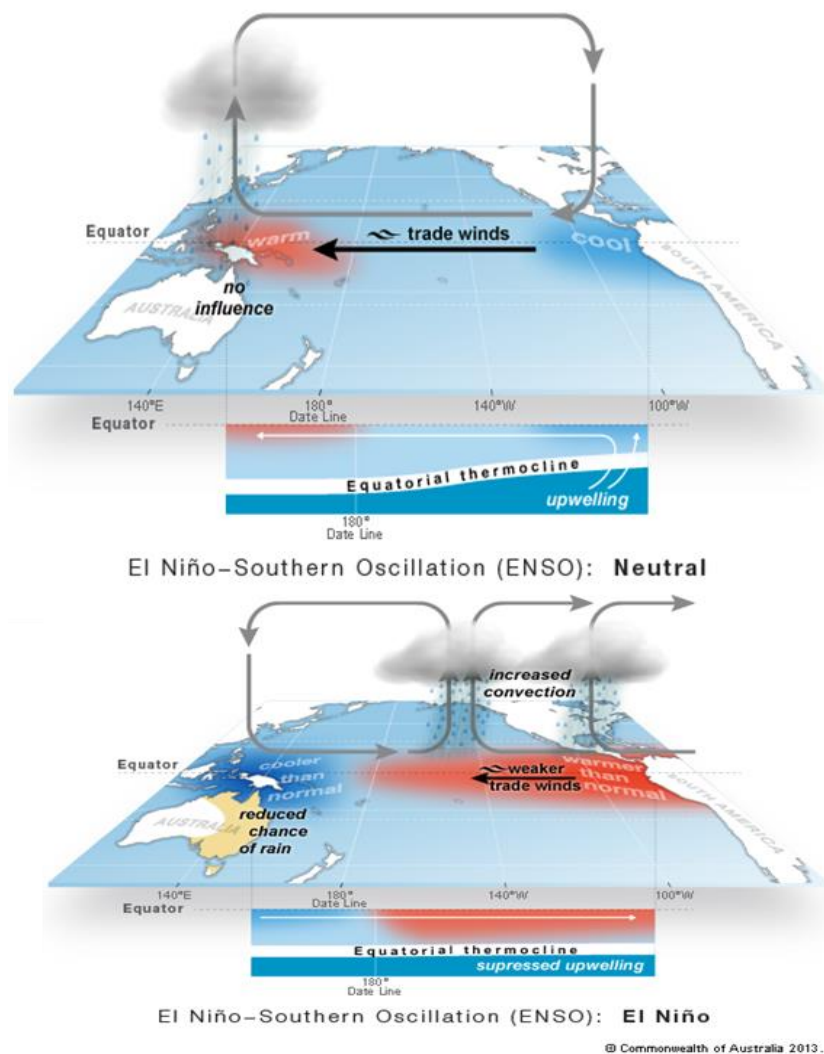 Equator
warm
trade winds
cool
no
influence
AUSTRALIA
SOUTH AMERICA
140°E
180°
Date Line
140°W
100°W
Equator
Equatorial thermocline
upwelling
180°
Date Line
El Niño–Southern Oscillation (ENSO): Neutral
increased
convection
Equator
cooler
than
normal
weaker
trade winds
warmer
than
normal
SOUTH AMERICA
AUSTRALIA
reduced
chance
of rain
140°E
180°
Date Line
140°W
100°W
Equator
Equatorial thermocline
supressed upwelling
180°
Date Line
El Niño–Southern Oscillation (ENSO): El Niño
© Commonwealth of Australia 2013.